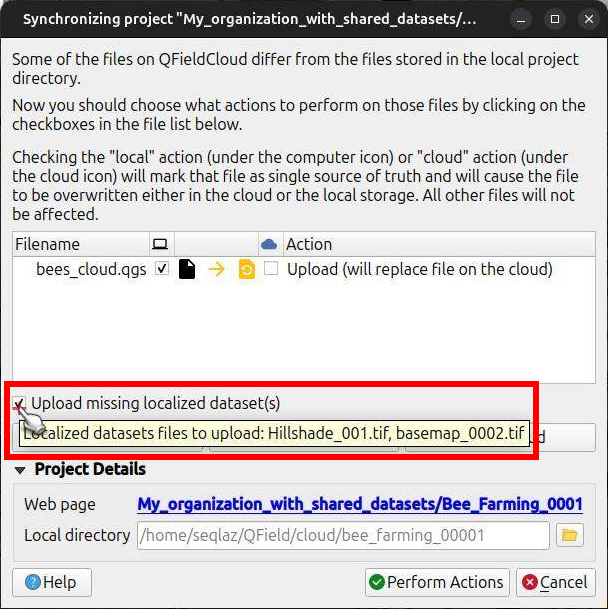 Synchronizing project "My_organization_with_shared_datasets/...
Some of the files on QFieldCloud differ from the files stored in the local project
directory.
Now you should choose what actions to perform on those files by clicking on the
checkboxes in the file list below.
Checking the "local" action (under the computer icon) or "cloud" action (under
the cloud icon) will mark that file as single source of truth and will cause the file
to be overwritten either in the cloud or the local storage. All other files will not
be affected.
Filename Action
bees_cloud.qgs Upload (will replace file on the cloud)
Upload missing localized dataset(s)
Localized datasets files to upload: Hillshade_001.tif, basemap_0002.tif
Project Details
Web page My_organization_with_shared_datasets/Bee_Farming_0001
Local directory /home/seqlaz/QField/cloud/bee_farming_00001
Help Perform Actions Cancel